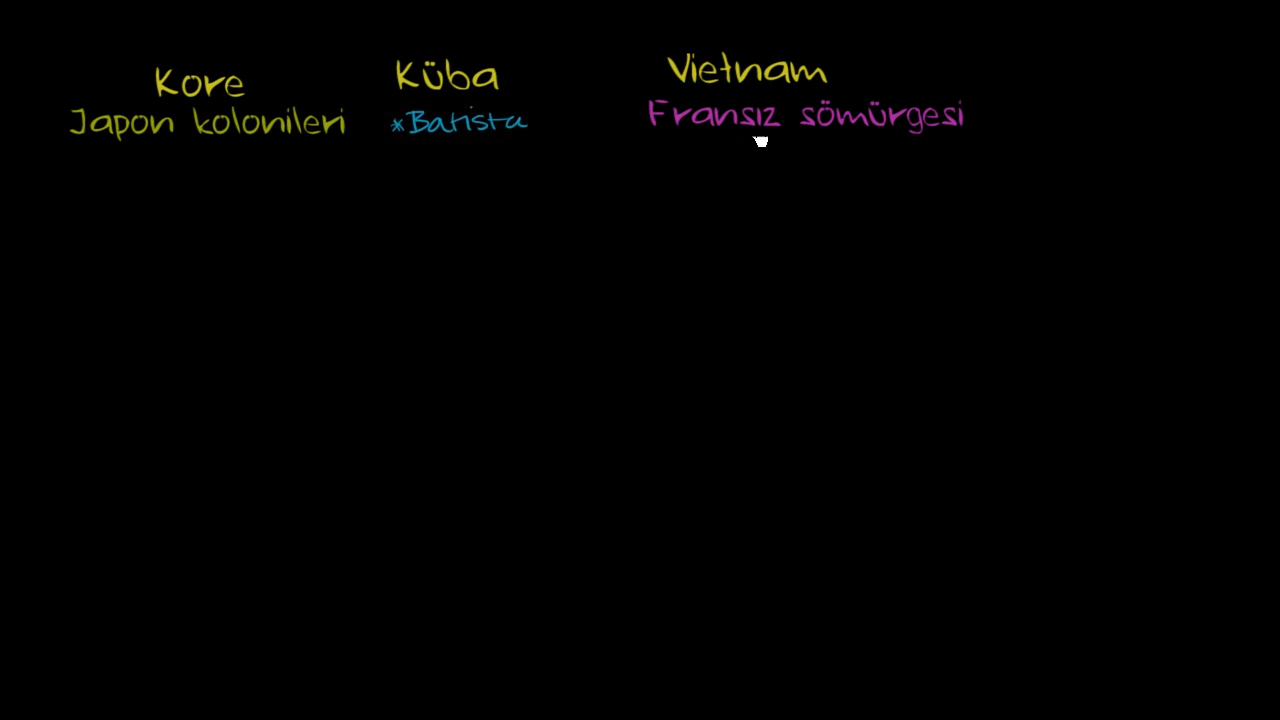 Kore
Japon kolonileri
Küba
*Batista
Vietnam
Fransız sömürgesi